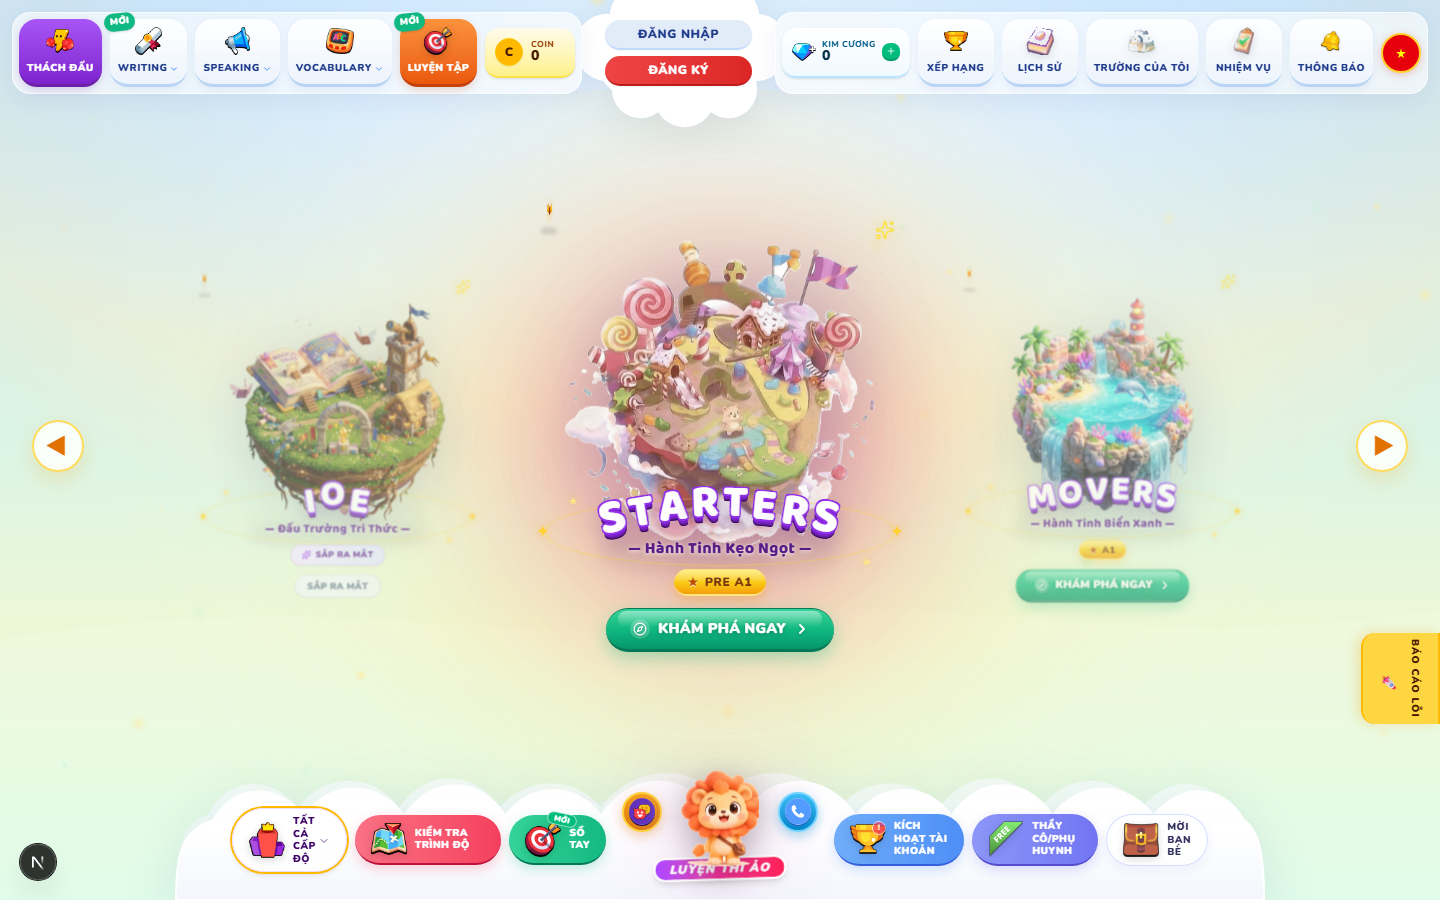 THÁCH ĐẤU
MỚI
WRITING
SPEAKING
VOCABULARY
MỚI
LUYỆN TẬP
C
COIN
0
ĐĂNG NHẬP
ĐĂNG KÝ
KIM CƯƠNG
0
+
XẾP HẠNG
LỊCH SỬ
TRƯỜNG CỦA TÔI
NHIỆM VỤ
THÔNG BÁO
IOE
— Đấu Trường Tri Thức —
SẮP RA MẮT
SẮP RA MẮT
STARTERS
— Hành Tinh Kẹo Ngọt —
★ PRE A1
KHÁM PHÁ NGAY
MOVERS
— Hành Tinh Biển Xanh —
★ A1
KHÁM PHÁ NGAY
BÁO CÁO LỖI
N
TẤT
CẢ
CẤP
ĐỘ
KIỂM TRA
TRÌNH ĐỘ
MỚI
SỔ
TAY
LUYỆN THI ẢO
!
KÍCH
HOẠT TÀI
KHOẢN
FREE
THẦY
CÔ/PHỤ
HUYNH
MỜI
BẠN
BÈ